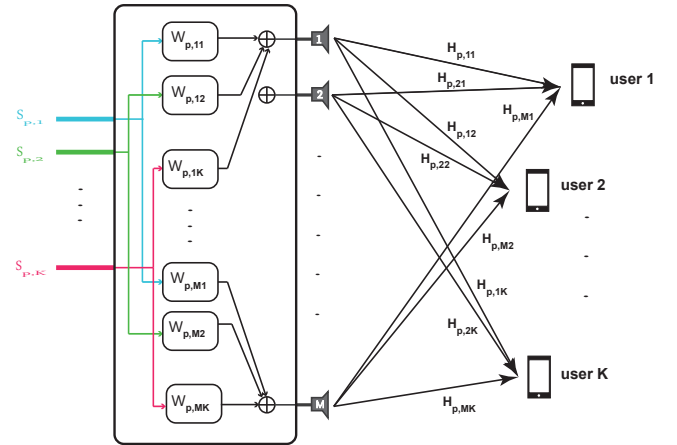 W p,11
1
H p,11
user 1
W p,12
2
H p,21
H p,M1
S p,1
H p,12
S p,2
W p,1K
H p,22
user 2
H p,M2
S p,K
W p,M1
H p,1K
W p,M2
H p,2K
user K
W p,MK
M
H p,MK